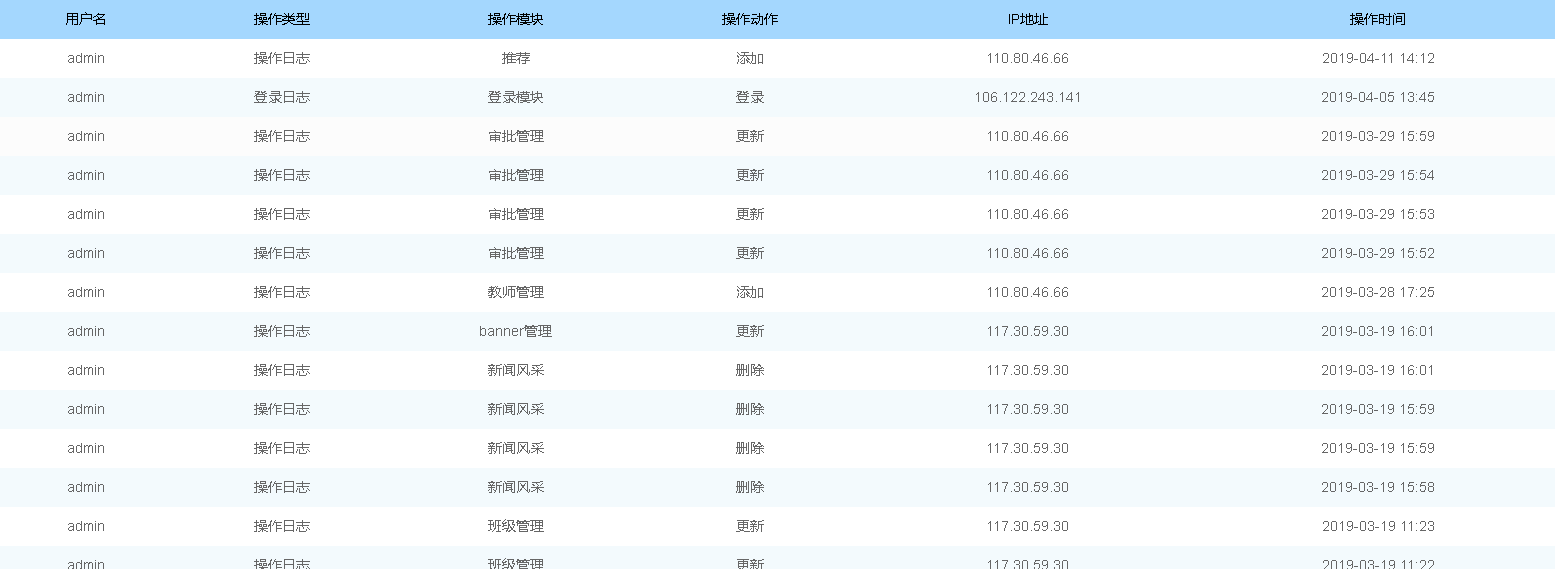 用户名 操作类型 操作模块 操作动作 IP地址 操作时间
admin 操作日志 推荐 添加 110.80.46.66 2019-04-11 14:12
admin 登录日志 登录模块 登录 106.122.243.141 2019-04-05 13:45
admin 操作日志 审批管理 更新 110.80.46.66 2019-03-29 15:59
admin 操作日志 审批管理 更新 110.80.46.66 2019-03-29 15:54
admin 操作日志 审批管理 更新 110.80.46.66 2019-03-29 15:53
admin 操作日志 审批管理 更新 110.80.46.66 2019-03-29 15:52
admin 操作日志 教师管理 添加 110.80.46.66 2019-03-28 17:25
admin 操作日志 banner管理 更新 117.30.59.30 2019-03-19 16:01
admin 操作日志 新闻风采 删除 117.30.59.30 2019-03-19 16:01
admin 操作日志 新闻风采 删除 117.30.59.30 2019-03-19 15:59
admin 操作日志 新闻风采 删除 117.30.59.30 2019-03-19 15:59
admin 操作日志 新闻风采 删除 117.30.59.30 2019-03-19 15:58
admin 操作日志 班级管理 更新 117.30.59.30 2019-03-19 11:23
admin 操作日志 班级管理 更新 117.30.59.30 2019-03-19 11:22